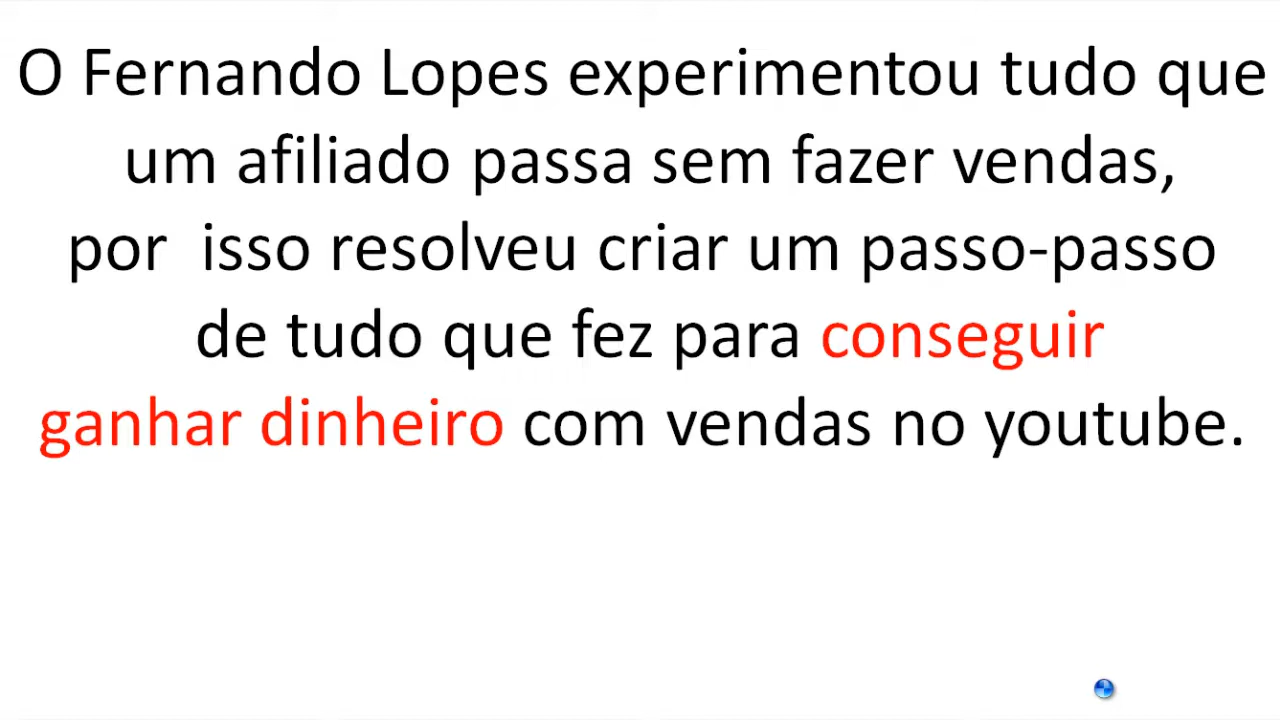 O Fernando Lopes experimentou tudo que
um afiliado passa sem fazer vendas,
por  isso resolveu criar um passo-passo
de tudo que fez para conseguir
ganhar dinheiro com vendas no youtube.